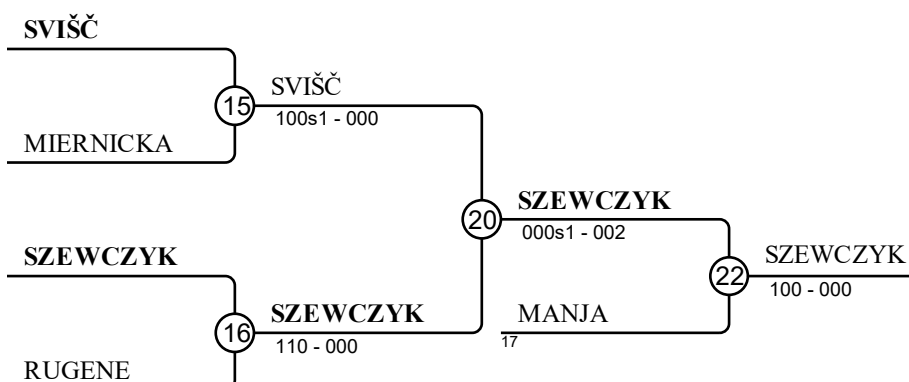 SVIŠČ
15
SVIŠČ
100s1 - 000
MIERNICKA
20
SZEWCZYK
000s1 - 002
SZEWCZYK
16
SZEWCZYK
110 - 000
RUGENE
22
SZEWCZYK
100 - 000
MANJA
17